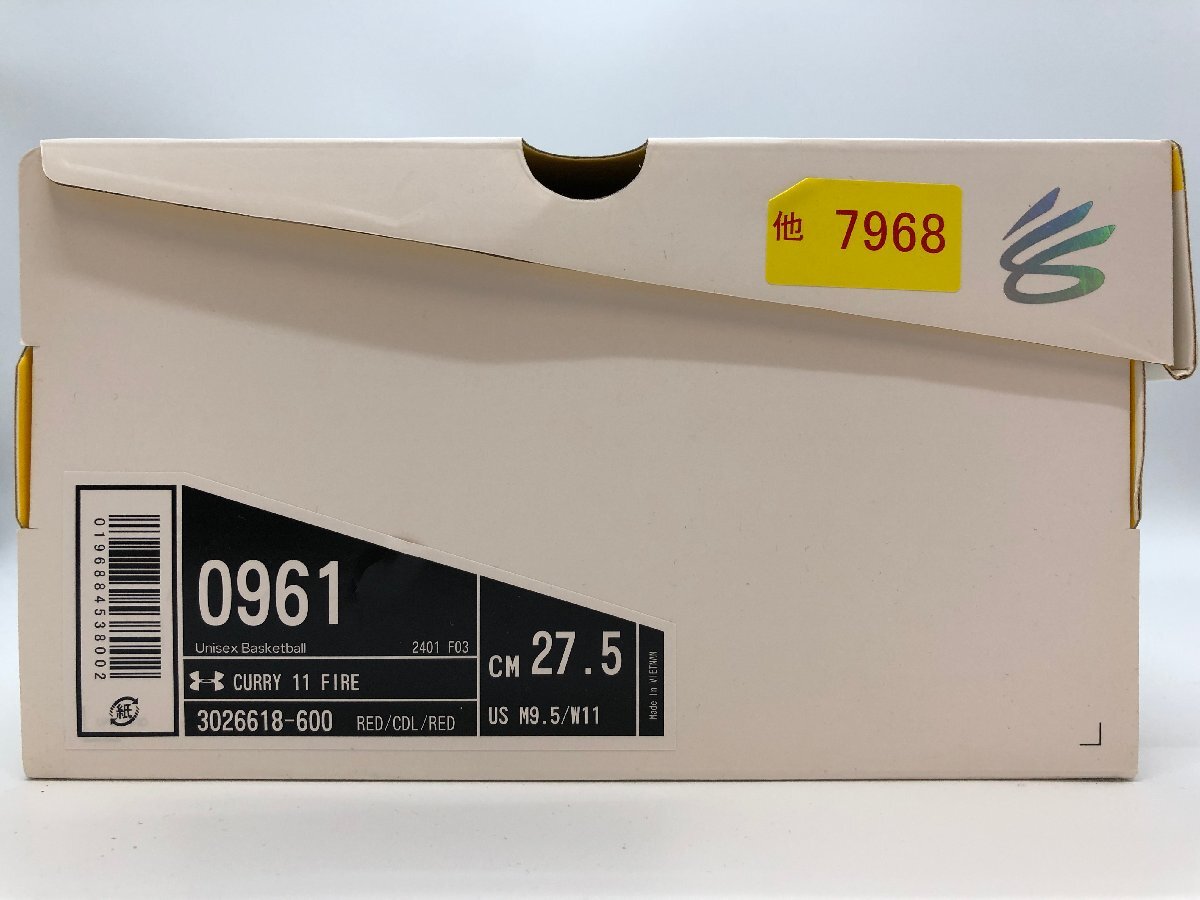 他 7968
0196884538002
紙
0961
Unisex Basketball 2401 F03
CURRY 11 FIRE
3026618-600 RED/CDL/RED
CM 27.5
US M9.5/W11
Made in VIETNAM